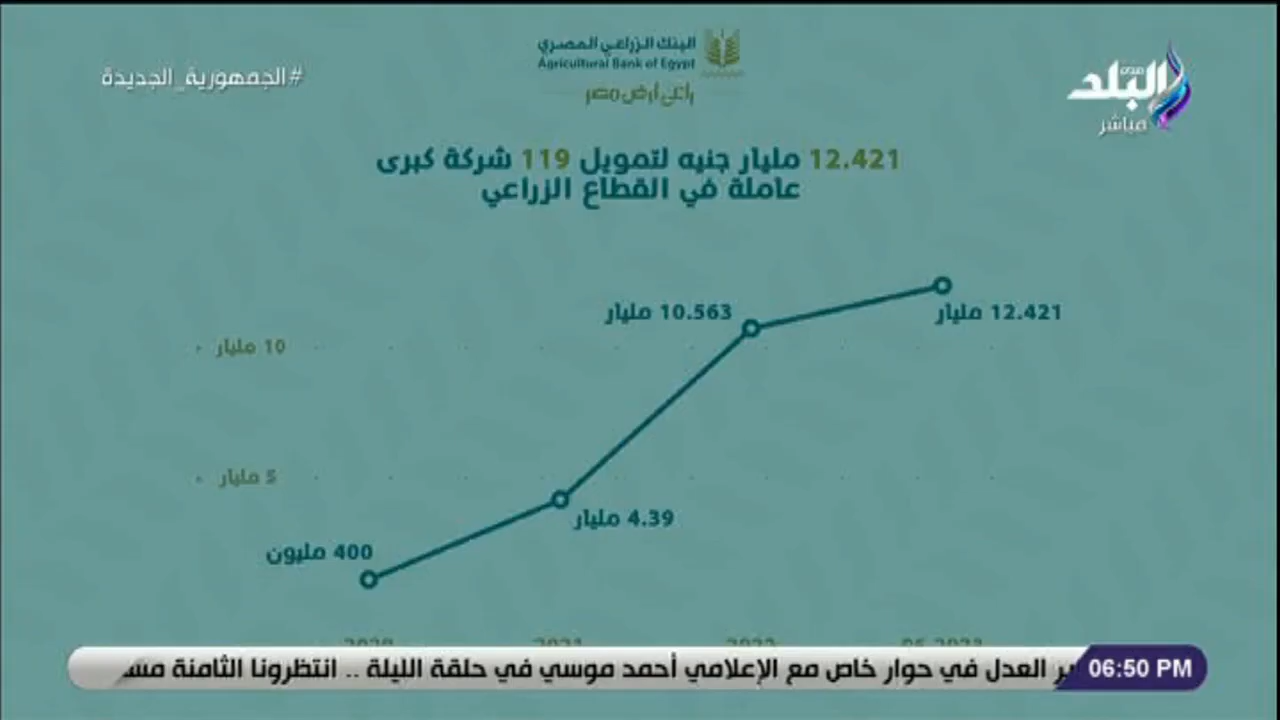 البنك الزراعي المصري
Agricultural Bank of Egypt
راعي أرض مصر
#الجمهورية_الجديدة
صدى
البلد
مباشر
12.421 مليار جنيه لتمويل 119 شركة كبرى
عاملة في القطاع الزراعي
12.421 مليار
10.563 مليار
10 مليار
5 مليار
4.39 مليار
400 مليون
2020 2021 2022
العدل في حوار خاص مع الإعلامي أحمد موسي في حلقة الليلة .. انتظرونا الثامنة
06:50 PM